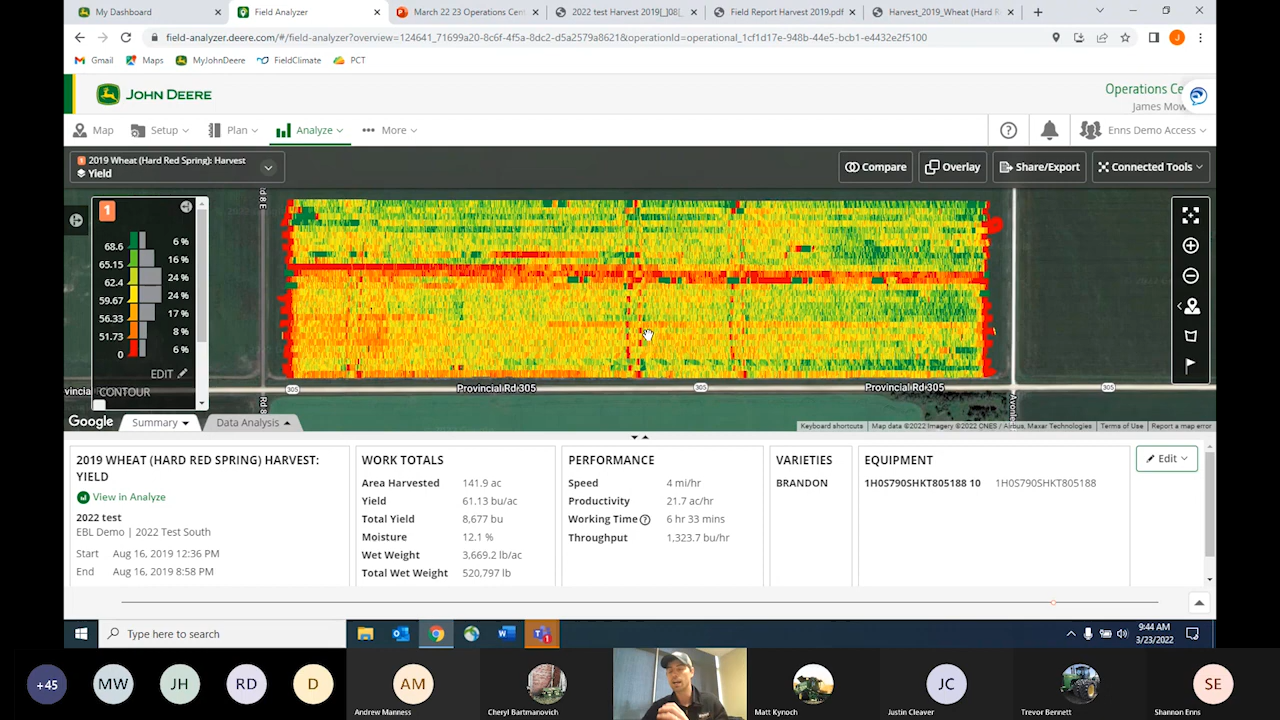 My Dashboard
Field Analyzer
March 22 23 Operations Cent
2022 test Harvest 2019[_]08[_
Field Report Harvest 2019.pdf
Harvest_2019_Wheat (Hard R
field-analyzer.deere.com/#/field-analyzer?overview=124641_71699a20-8c6f-4f5a-8dc2-d5a2579a8621&operationId=operational_1cf1d17e-948b-44e5-bcb1-e4432e2f5100
J
Gmail
Maps
MyJohnDeere
FieldClimate
PCT
JOHN DEERE
Operations Ce
James Mow
Map
Setup
Plan
Analyze
More
Enns Demo Access
1 2019 Wheat (Hard Red Spring): Harvest
Yield
Compare
Overlay
Share/Export
Connected Tools
1
68.6
6 %
65.15
16 %
62.4
24 %
59.67
24 %
56.33
17 %
51.73
8 %
0
6 %
EDIT
CONTOUR
Rd 8 E
Rd 8
305
Provincial Rd 305
305
Provincial Rd 305
305
Avonle
Google
Summary
Data Analysis
Keyboard shortcuts
Map data ©2022 Imagery ©2022 CNES / Airbus, Maxar Technologies
Terms of Use
Report a map error
2019 WHEAT (HARD RED SPRING) HARVEST:
YIELD
View in Analyze
2022 test
EBL Demo | 2022 Test South
Start Aug 16, 2019 12:36 PM
End Aug 16, 2019 8:58 PM
WORK TOTALS
Area Harvested 141.9 ac
Yield 61.13 bu/ac
Total Yield 8,677 bu
Moisture 12.1 %
Wet Weight 3,669.2 lb/ac
Total Wet Weight 520,797 lb
PERFORMANCE
Speed 4 mi/hr
Productivity 21.7 ac/hr
Working Time 6 hr 33 mins
Throughput 1,323.7 bu/hr
VARIETIES
BRANDON
EQUIPMENT
1H0S790SHKT805188 10 1H0S790SHKT805188
Edit
Type here to search
9:44 AM
3/23/2022
+45
MW
JH
RD
D
AM
Andrew Manness
Cheryl Bartmanovich
Matt Kynoch
JC
Justin Cleaver
Trevor Bennett
SE
Shannon Enns